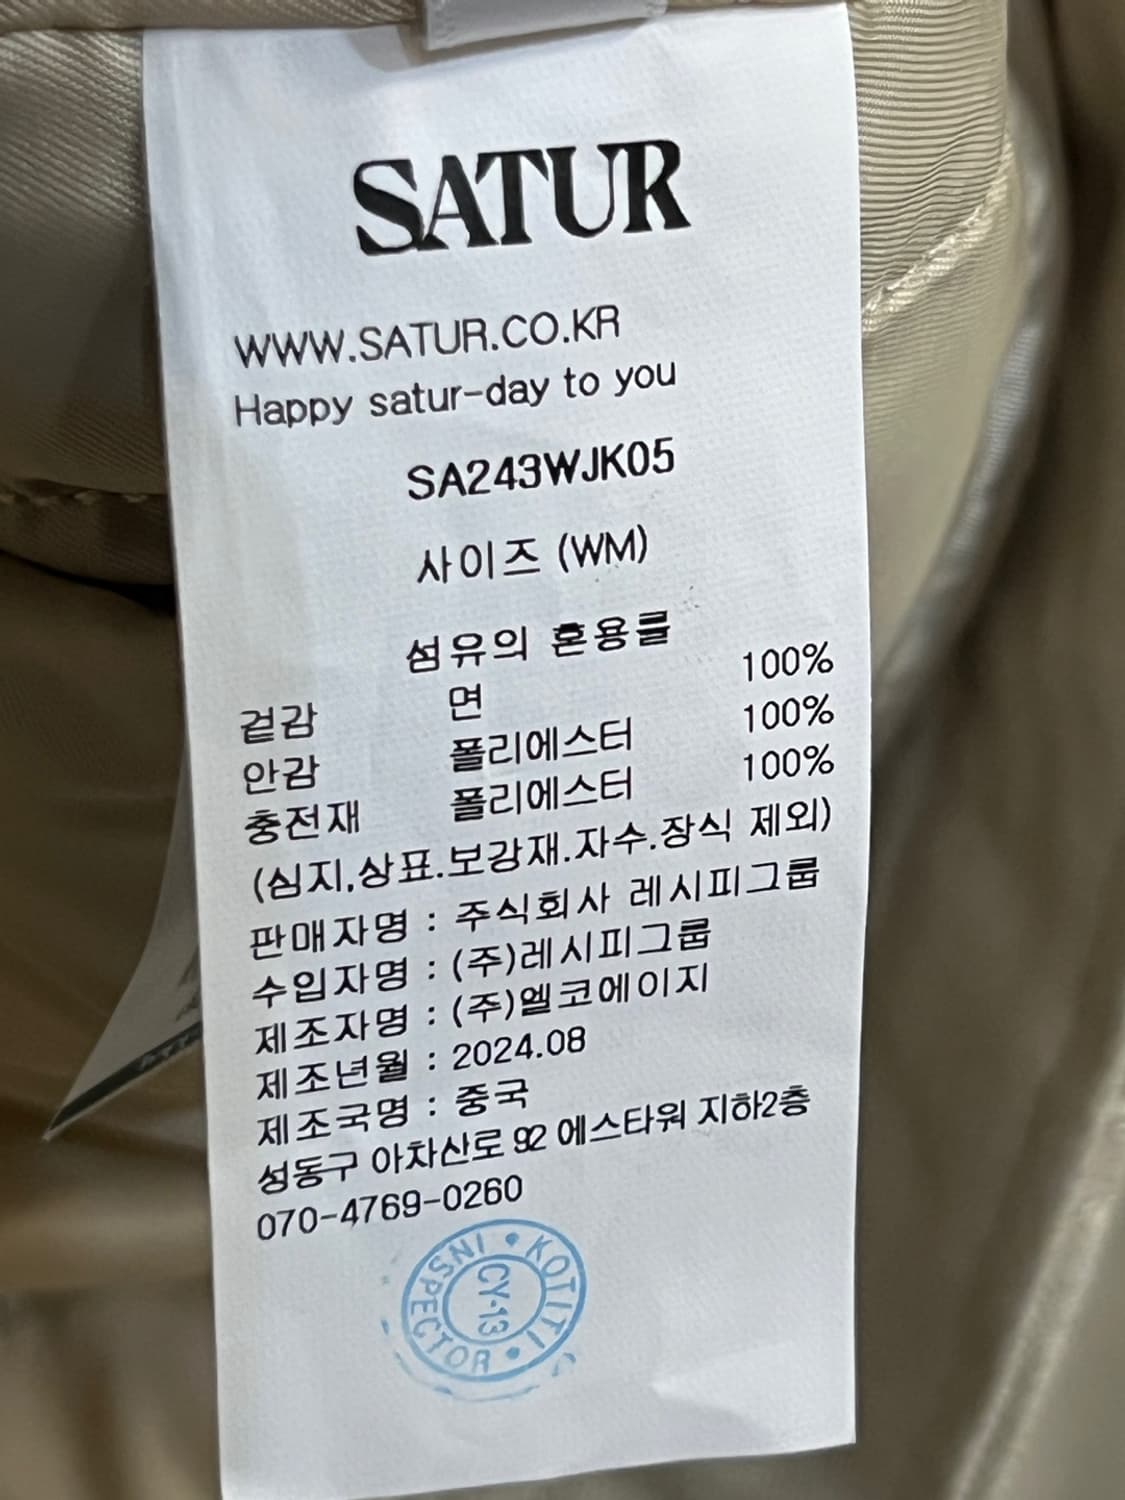 SATUR
WWW.SATUR.CO.KR
Happy satur-day to you
SA243WJK05
사이즈 (WM)
섬유의 혼용률
겉감 면 100%
안감 폴리에스터 100%
충전재 폴리에스터 100%
(심지.상표.보강재.자수.장식 제외)
판매자명 : 주식회사 레시피그룹
수입자명 : (주)레시피그룹
제조자명 : (주)엘코에이지
제조년월 : 2024.08
제조국명 : 중국
성동구 아차산로 92 에스타워 지하2층
070-4769-0260
KOTITI • INSPECTOR •
CY-13